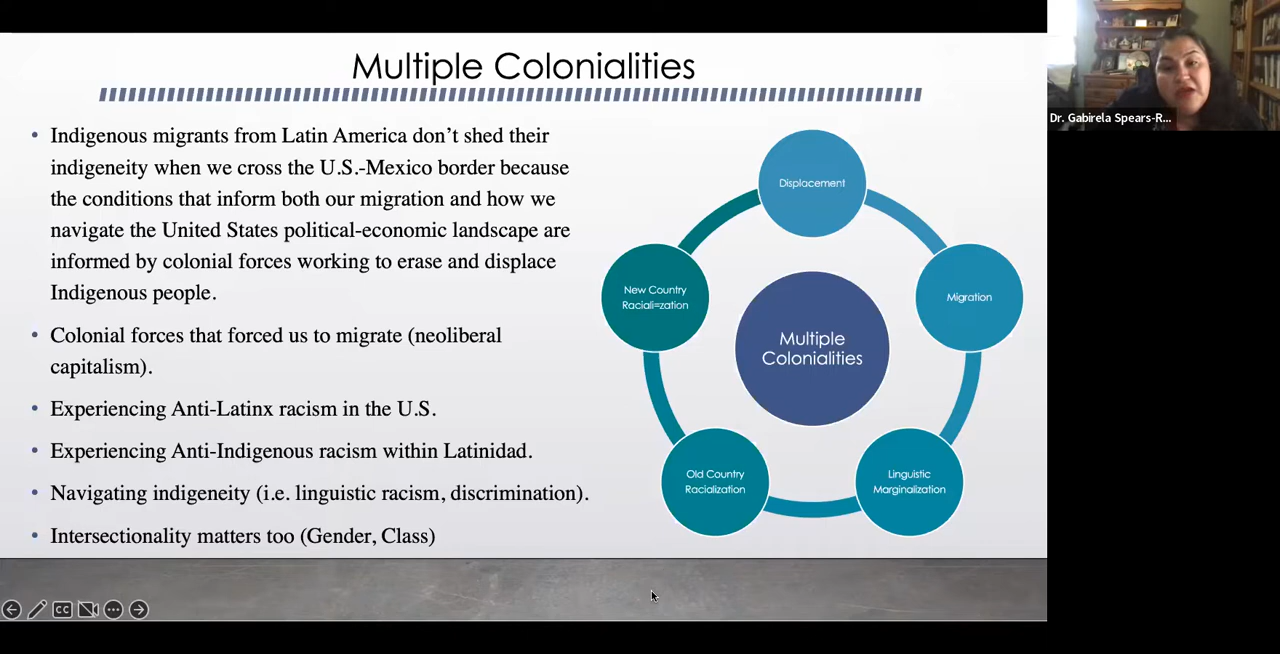 Multiple Colonialities
• Indigenous migrants from Latin America don't shed their
indigeneity when we cross the U.S.-Mexico border because
the conditions that inform both our migration and how we
navigate the United States political-economic landscape are
informed by colonial forces working to erase and displace
Indigenous people.
• Colonial forces that forced us to migrate (neoliberal
capitalism).
• Experiencing Anti-Latinx racism in the U.S.
• Experiencing Anti-Indigenous racism within Latinidad.
• Navigating indigeneity (i.e. linguistic racism, discrimination).
• Intersectionality matters too (Gender, Class)
Displacement
Migration
Linguistic
Marginalization
Old Country
Racialization
New Country
Raciali=zation
Multiple
Colonialities
Dr. Gabirela Spears-R...
CC